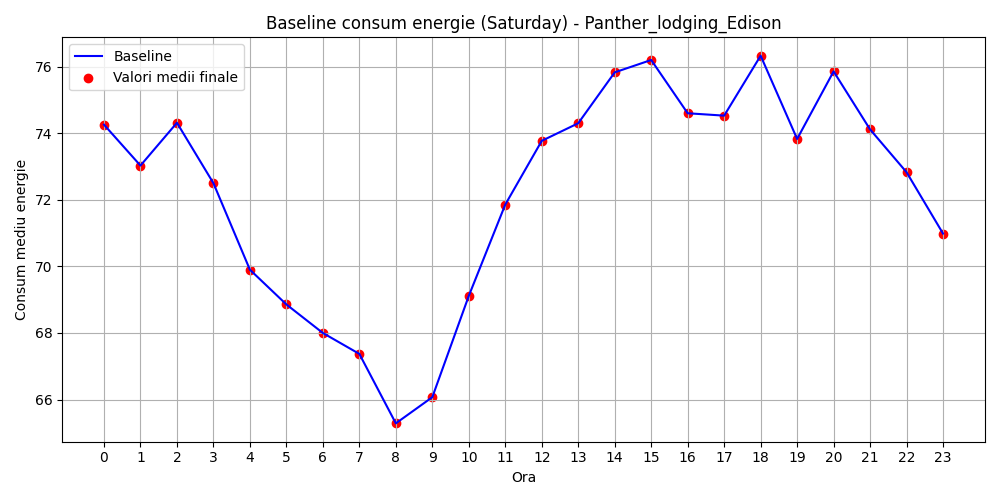 Baseline consum energie (Saturday) - Panther_lodging_Edison
Baseline
Valori medii finale
Consum mediu energie
76
74
72
70
68
66
0 1 2 3 4 5 6 7 8 9 10 11 12 13 14 15 16 17 18 19 20 21 22 23
Ora